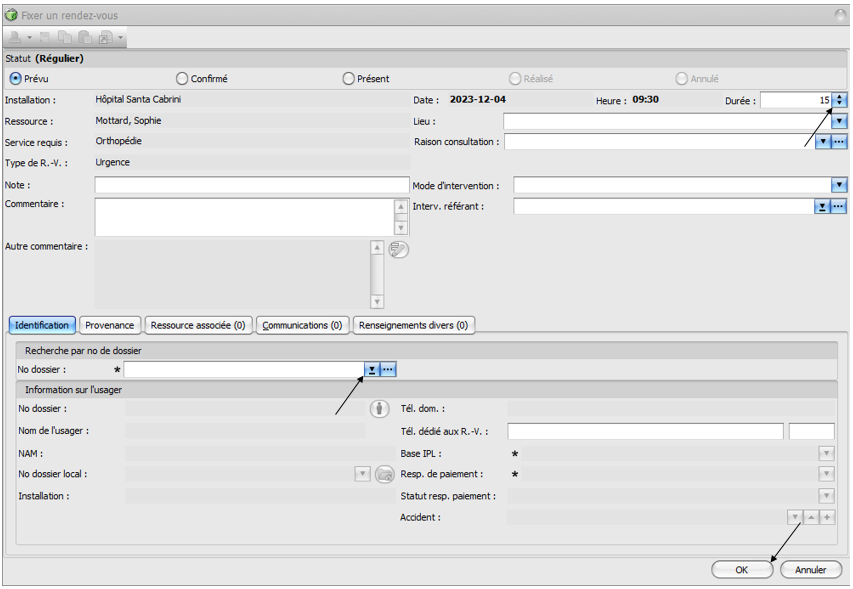 Fixer un rendez-vous
Statut (Régulier)
Prévu Confirmé Présent Réalisé Annulé
Installation : Hôpital Santa Cabrini Date : 2023-12-04 Heure : 09:30 Durée : 15
Ressource : Mottard, Sophie Lieu :
Service requis : Orthopédie Raison consultation :
Type de R.-V. : Urgence
Note : Mode d'intervention :
Commentaire : Interv. référant :
Autre commentaire :
Identification Provenance Ressource associée (0) Communications (0) Renseignements divers (0)
Recherche par no de dossier
No dossier : *
Information sur l'usager
No dossier : Tél. dom. :
Nom de l'usager : Tél. dédié aux R.-V. :
NAM : Base IPL : *
No dossier local : Resp. de paiement : *
Installation : Statut resp. paiement :
Accident :
OK Annuler